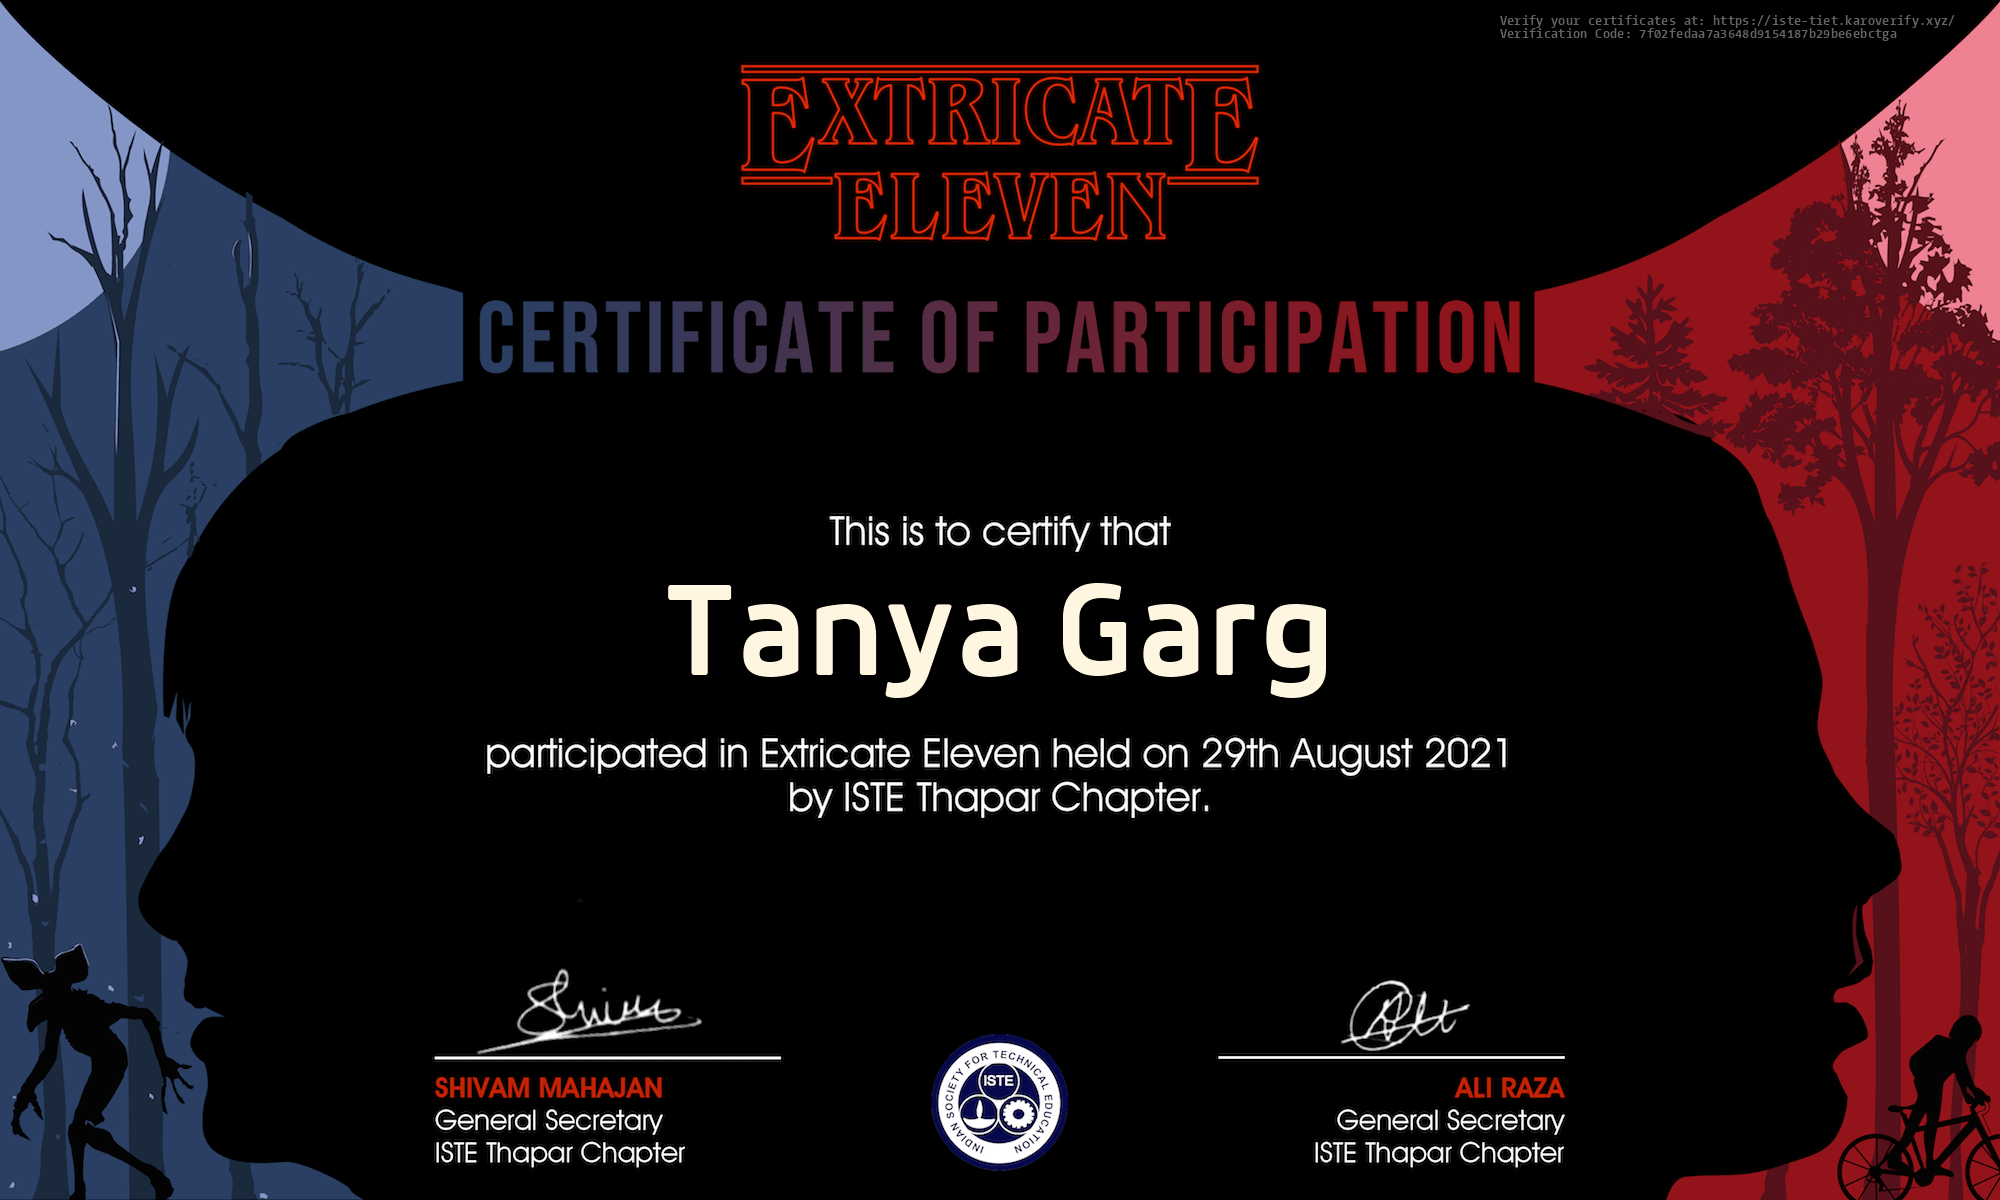 Verify your certificates at: https://iste-tiet.karoverify.xyz/
Verification Code: 7f02fedaa7a3648d9154187b29be6ebctga
EXTRICATE
ELEVEN
CERTIFICATE OF PARTICIPATION
This is to certify that
Tanya Garg
participated in Extricate Eleven held on 29th August 2021
by ISTE Thapar Chapter.
SHIVAM MAHAJAN
General Secretary
ISTE Thapar Chapter
INDIAN SOCIETY FOR TECHNICAL EDUCATION
ISTE
ALI RAZA
General Secretary
ISTE Thapar Chapter